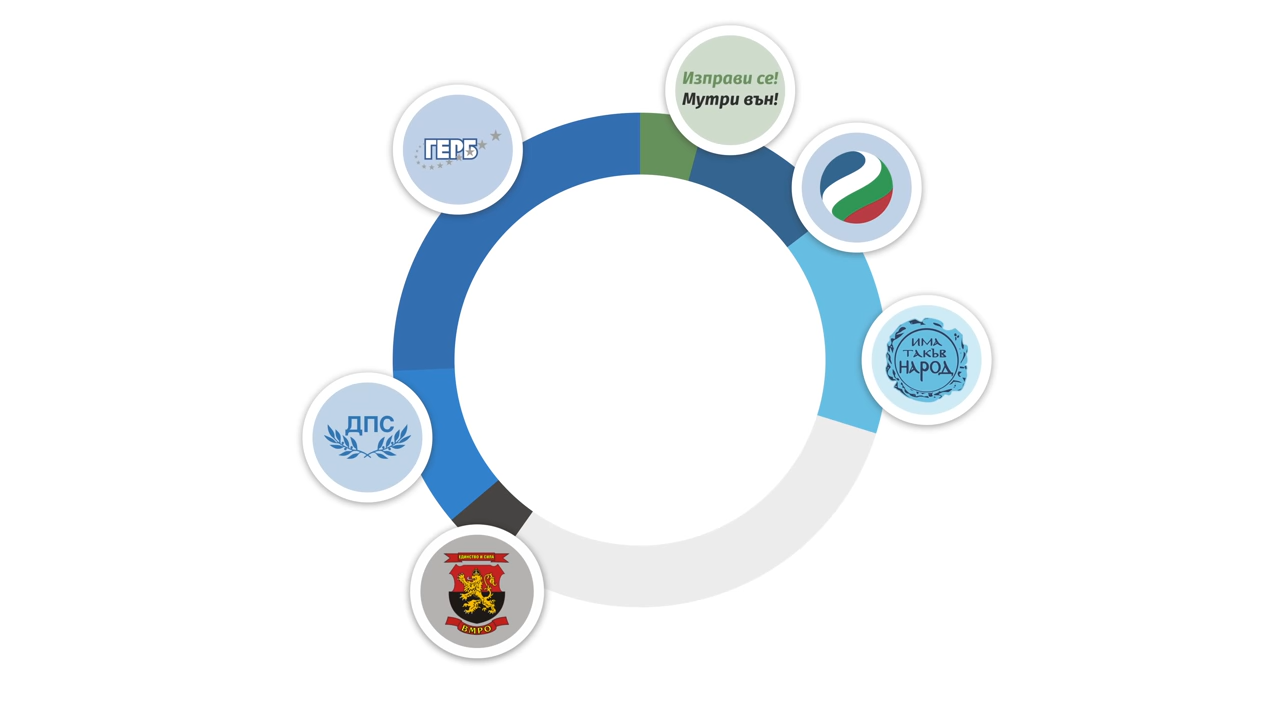 Изправи се!
Мутри вън!
ГЕРБ
ИМА
ТАКЪВ
НАРОД
ДПС
ЕДИНСТВО И СИЛА
ВМРО